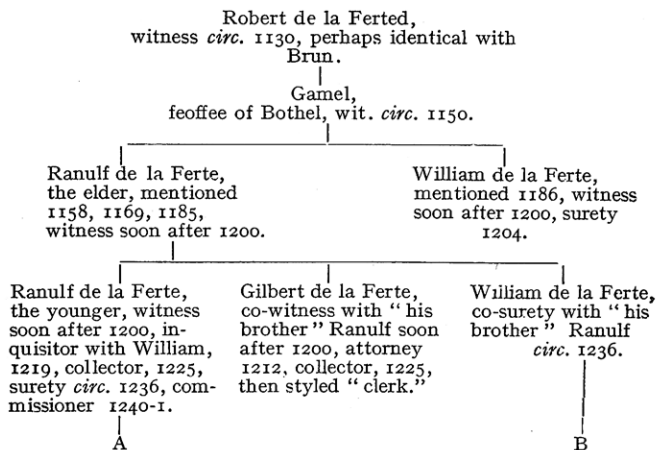 Robert de la Ferted,
witness circ. 1130, perhaps identical with
Brun.
Gamel,
feoffee of Bothel, wit. circ. 1150.
Ranulf de la Ferte,
the elder, mentioned
1158, 1169, 1185,
witness soon after 1200.
William de la Ferte,
mentioned 1186, witness
soon after 1200, surety
1204.
Ranulf de la Ferte,
the younger, witness
soon after 1200, in-
quisitor with William,
1219, collector, 1225,
surety circ. 1236, com-
missioner 1240-1.
A
Gilbert de la Ferte,
co-witness with “ his
brother ” Ranulf soon
after 1200, attorney
1212, collector, 1225,
then styled “ clerk.”
William de la Ferte,
co-surety with “ his
brother ” Ranulf
circ. 1236.
B